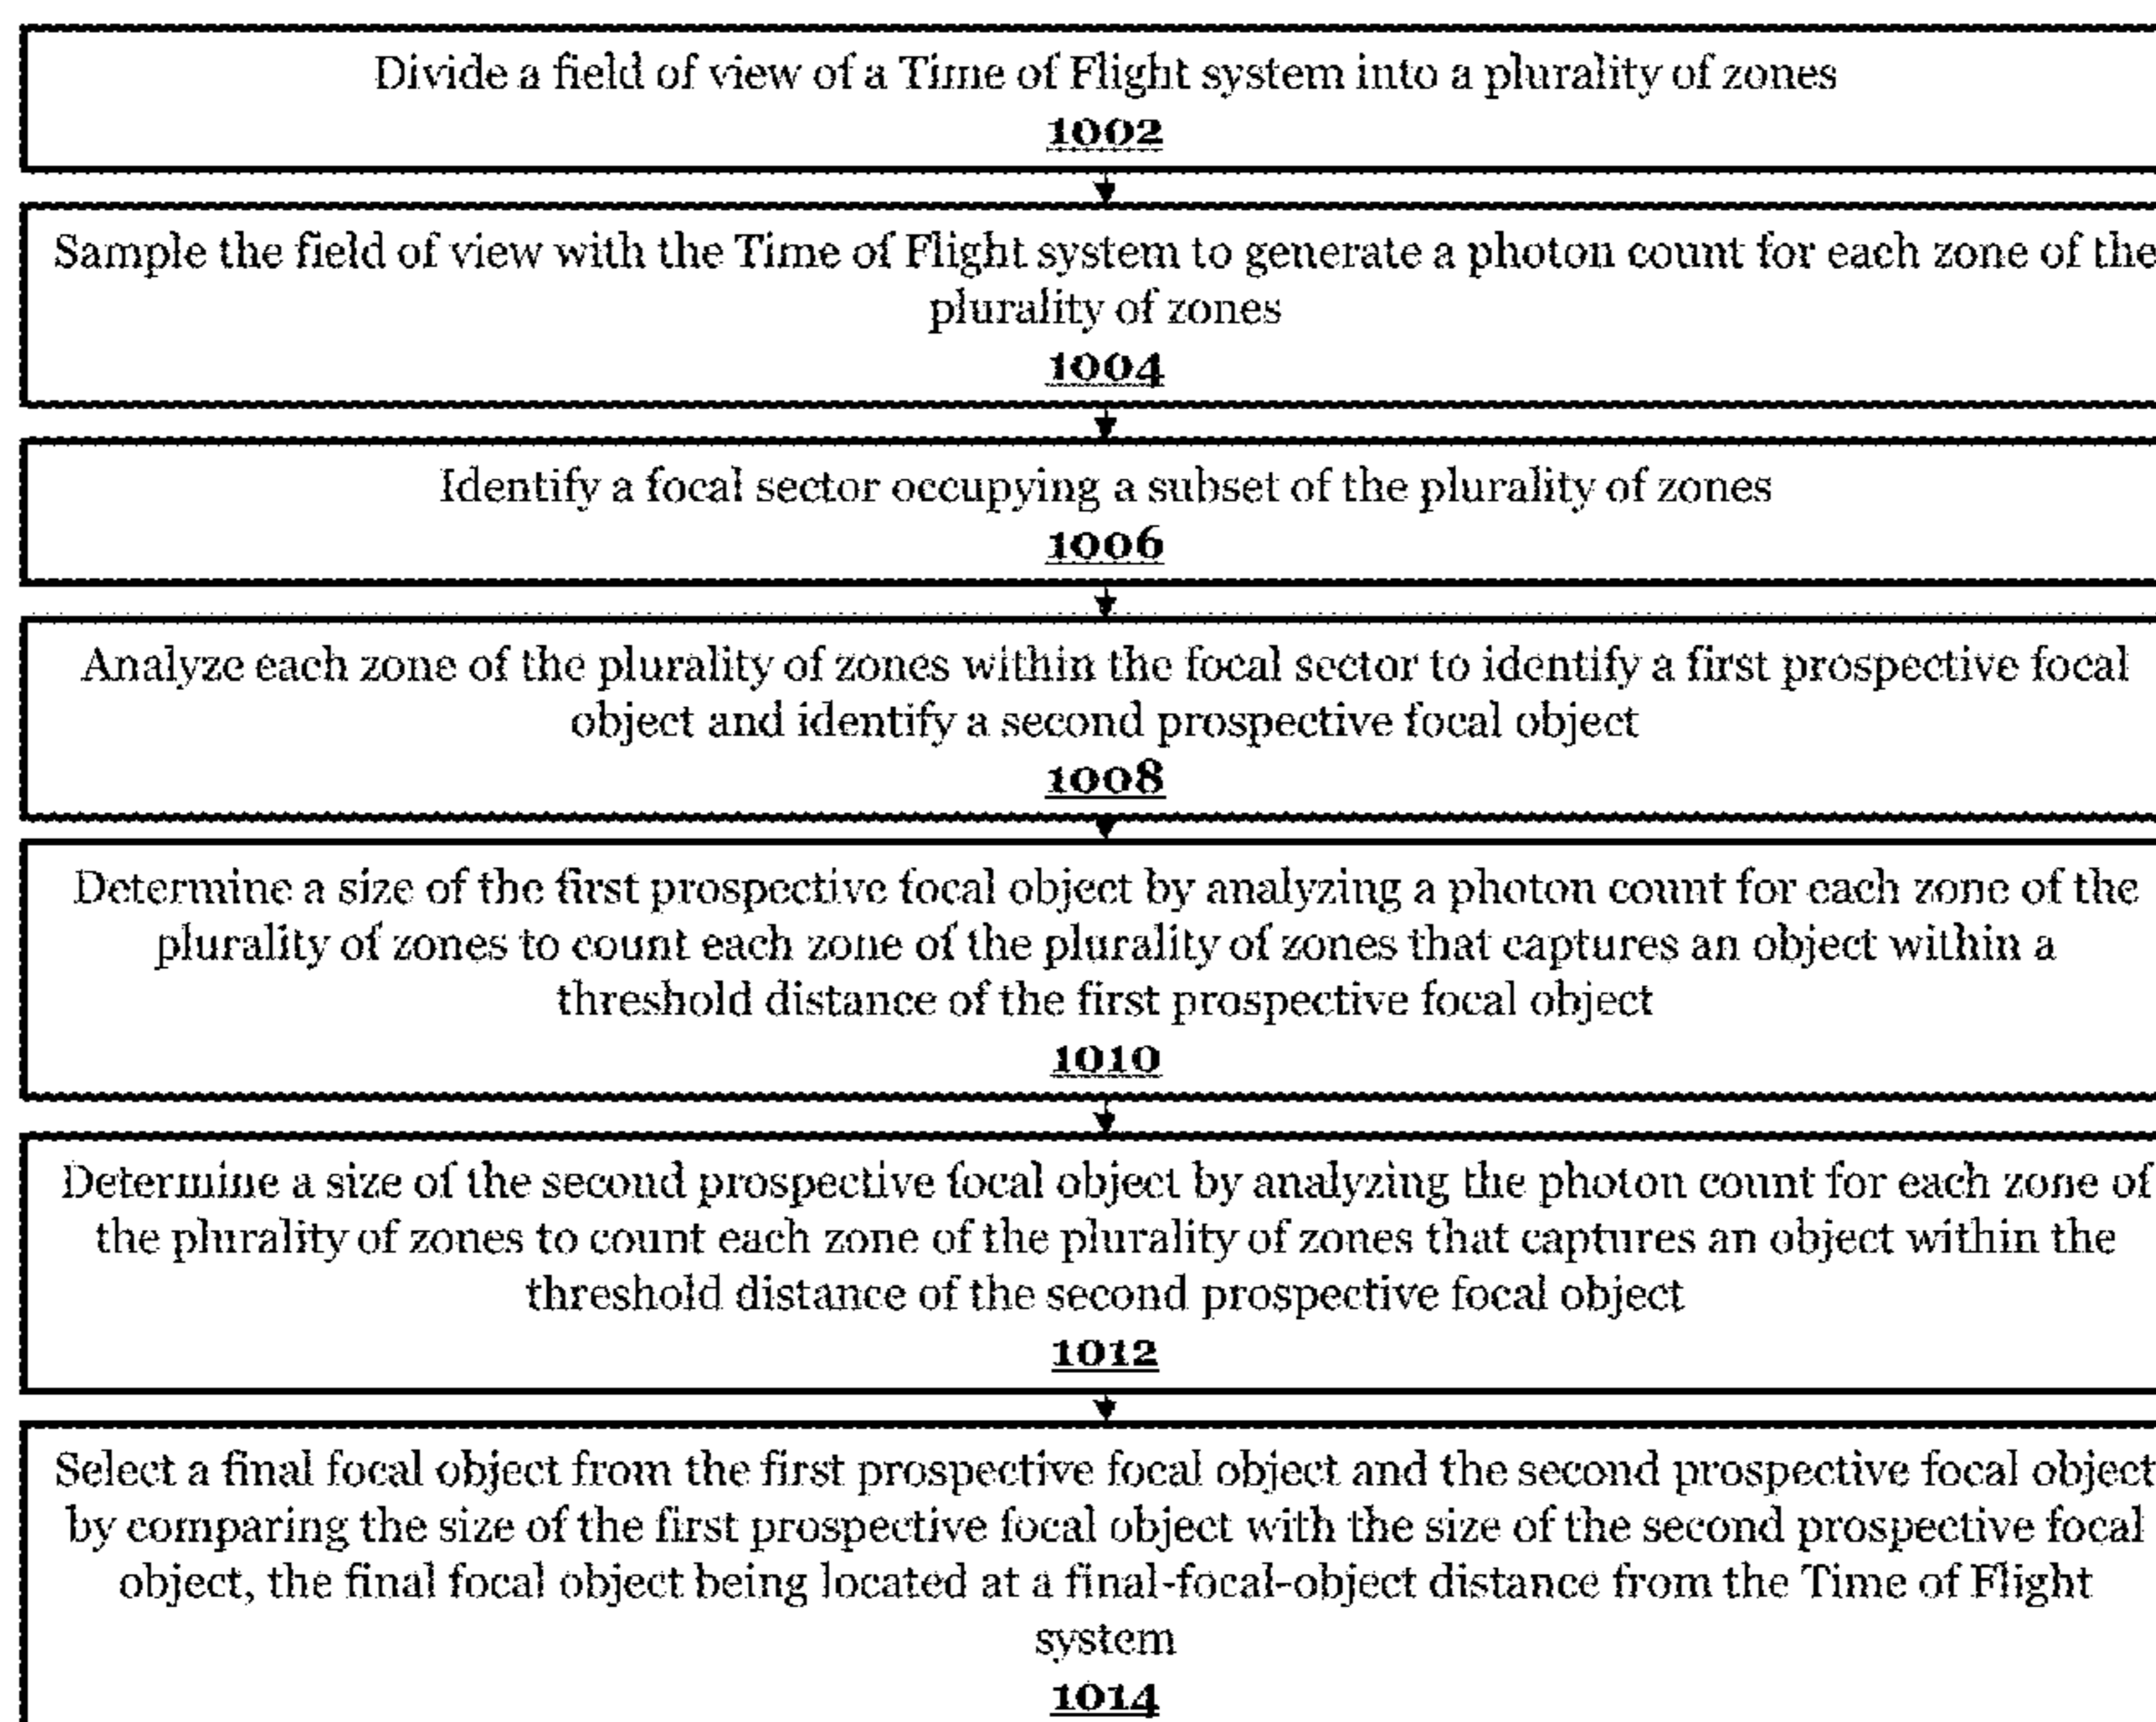 Divide a field of view of a Time of Flight system into a plurality of zones
1002
Sample the field of view with the Time of Flight system to generate a photon count for each zone of the
plurality of zones
1004
Identify a focal sector occupying a subset of the plurality of zones
1006
Analyze each zone of the plurality of zones within the focal sector to identify a first prospective focal
object and identify a second prospective focal object
1008
Determine a size of the first prospective focal object by analyzing a photon count for each zone of the
plurality of zones to count each zone of the plurality of zones that captures an object within a
threshold distance of the first prospective focal object
1010
Determine a size of the second prospective focal object by analyzing the photon count for each zone of
the plurality of zones to count each zone of the plurality of zones that captures an object within the
threshold distance of the second prospective focal object
1012
Select a final focal object from the first prospective focal object and the second prospective focal object
by comparing the size of the first prospective focal object with the size of the second prospective focal
object, the final focal object being located at a final-focal-object distance from the Time of Flight
system
1014